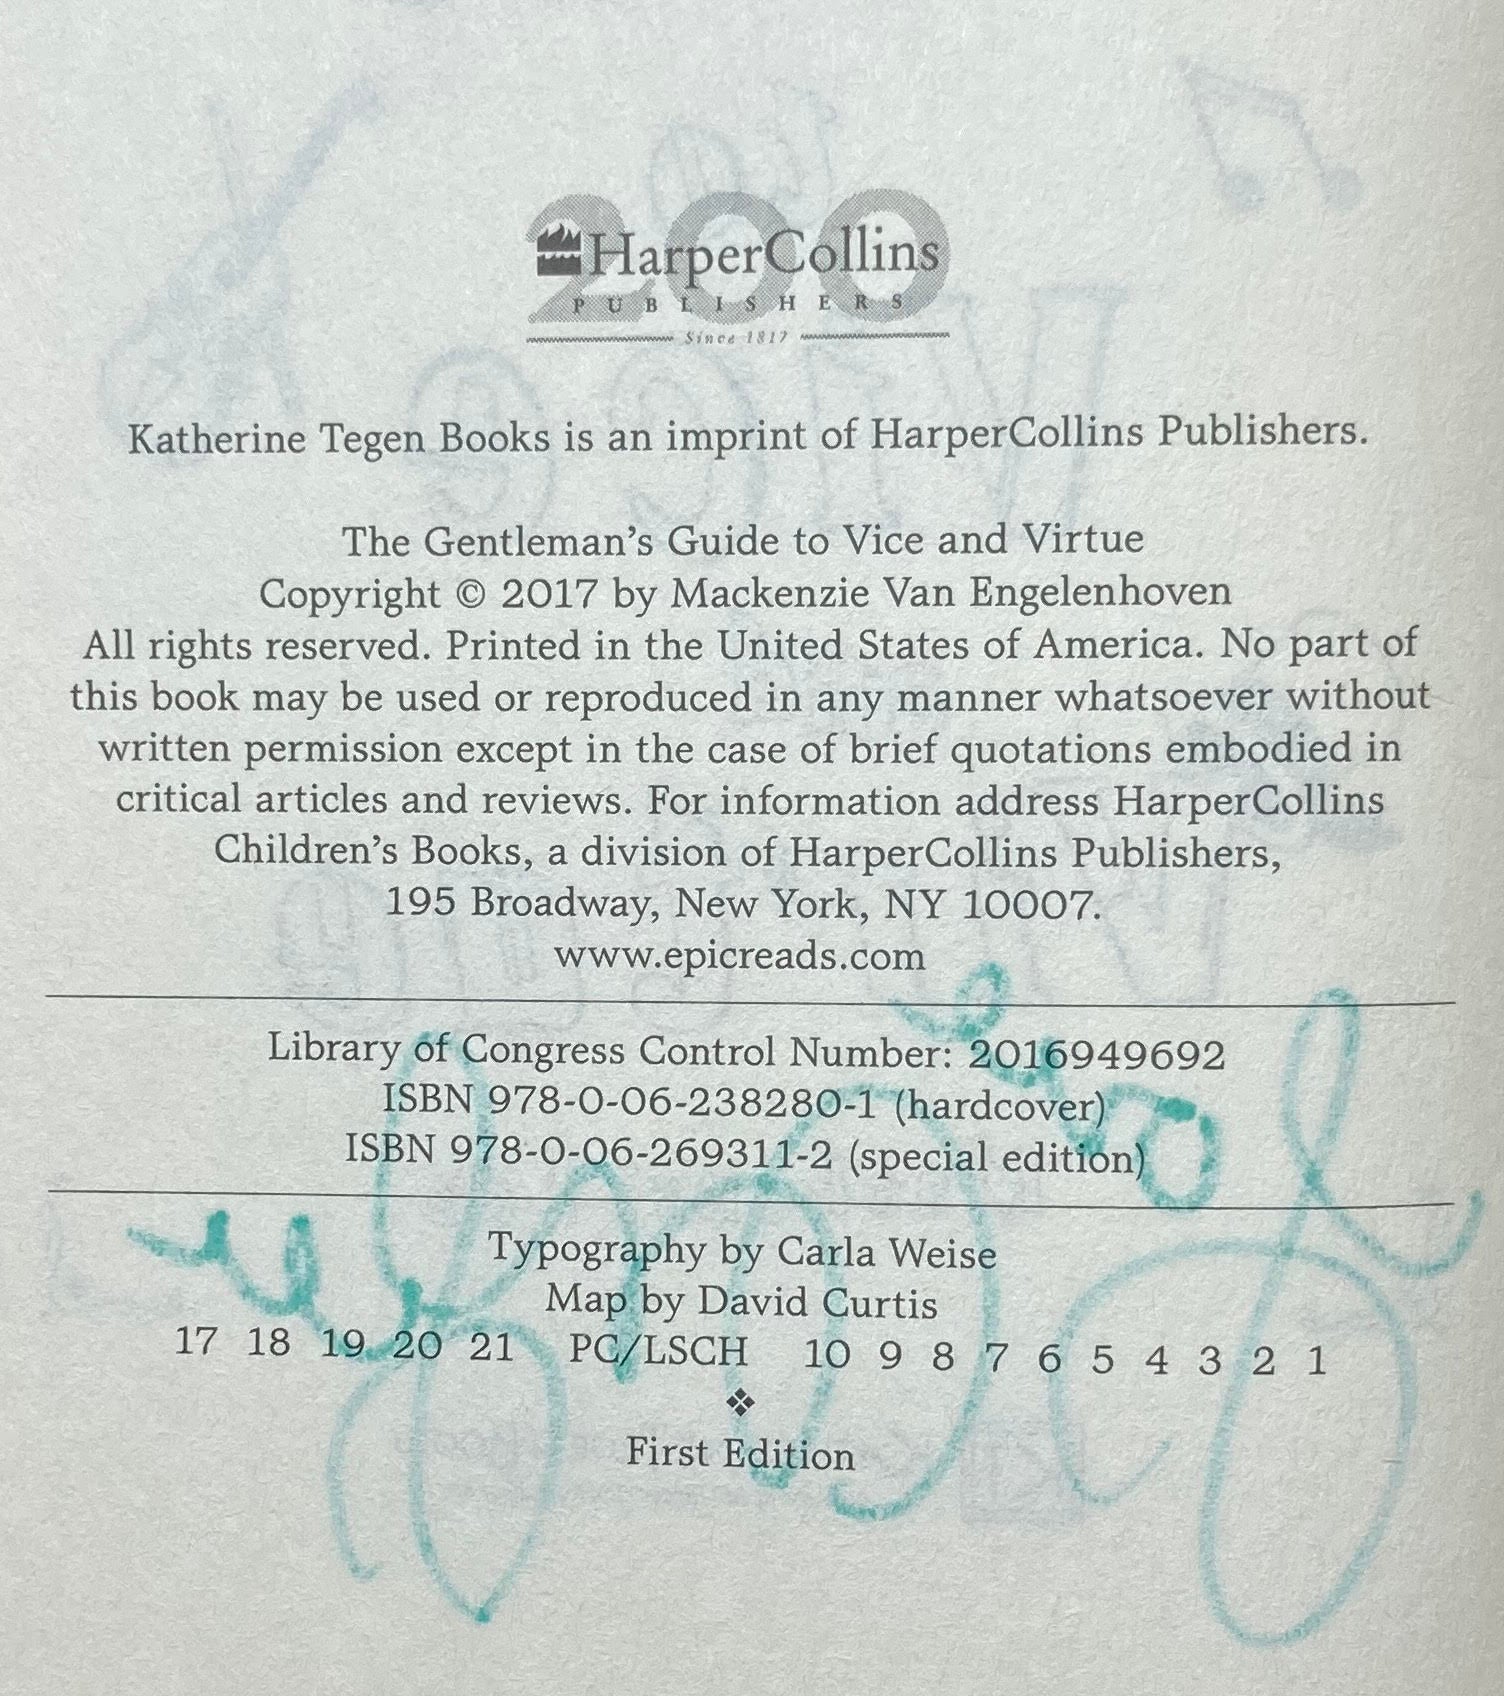 200
HarperCollins
PUBLISHERS
Since 1817
Katherine Tegen Books is an imprint of HarperCollins Publishers.
The Gentleman’s Guide to Vice and Virtue
Copyright © 2017 by Mackenzie Van Engelenhoven
All rights reserved. Printed in the United States of America. No part of
this book may be used or reproduced in any manner whatsoever without
written permission except in the case of brief quotations embodied in
critical articles and reviews. For information address HarperCollins
Children’s Books, a division of HarperCollins Publishers,
195 Broadway, New York, NY 10007.
www.epicreads.com
Library of Congress Control Number: 2016949692
ISBN 978-0-06-238280-1 (hardcover)
ISBN 978-0-06-269311-2 (special edition)
Typography by Carla Weise
Map by David Curtis
17 18 19 20 21 PC/LSCH 10 9 8 7 6 5 4 3 2 1
❖
First Edition